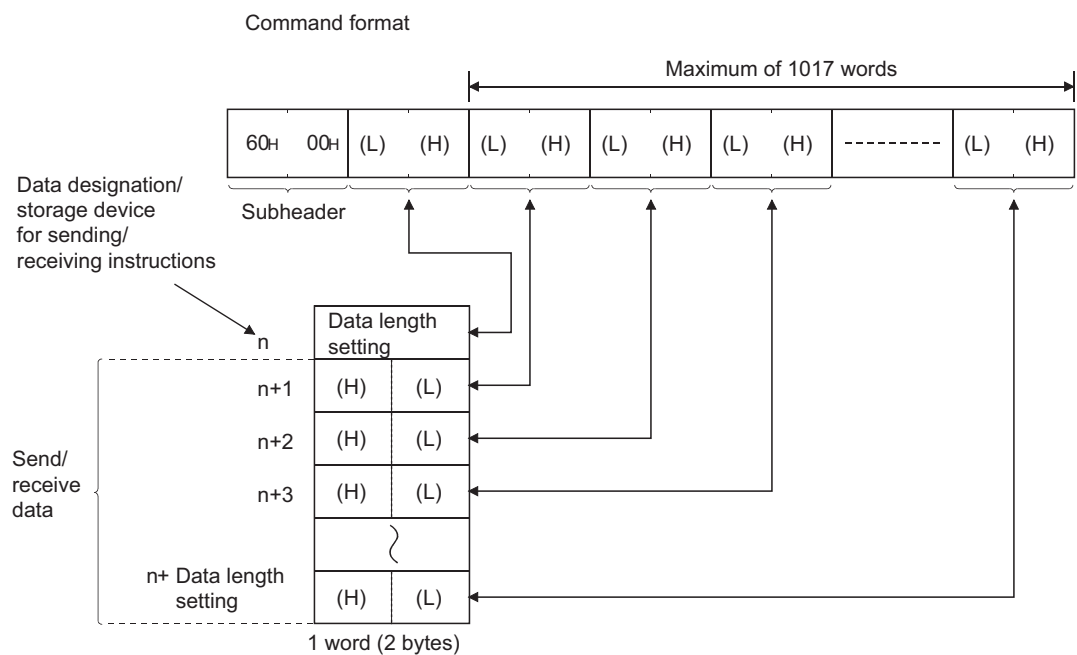 Command format
Maximum of 1017 words
60H 00H (L) (H) (L) (H) (L) (H) (L) (H) (L) (H)
Subheader
Data designation/
storage device
for sending/
receiving instructions
n
Data length
setting
n+1 (H) (L)
n+2 (H) (L)
n+3 (H) (L)
Send/
receive
data
n+ Data length
setting
(H) (L)
1 word (2 bytes)